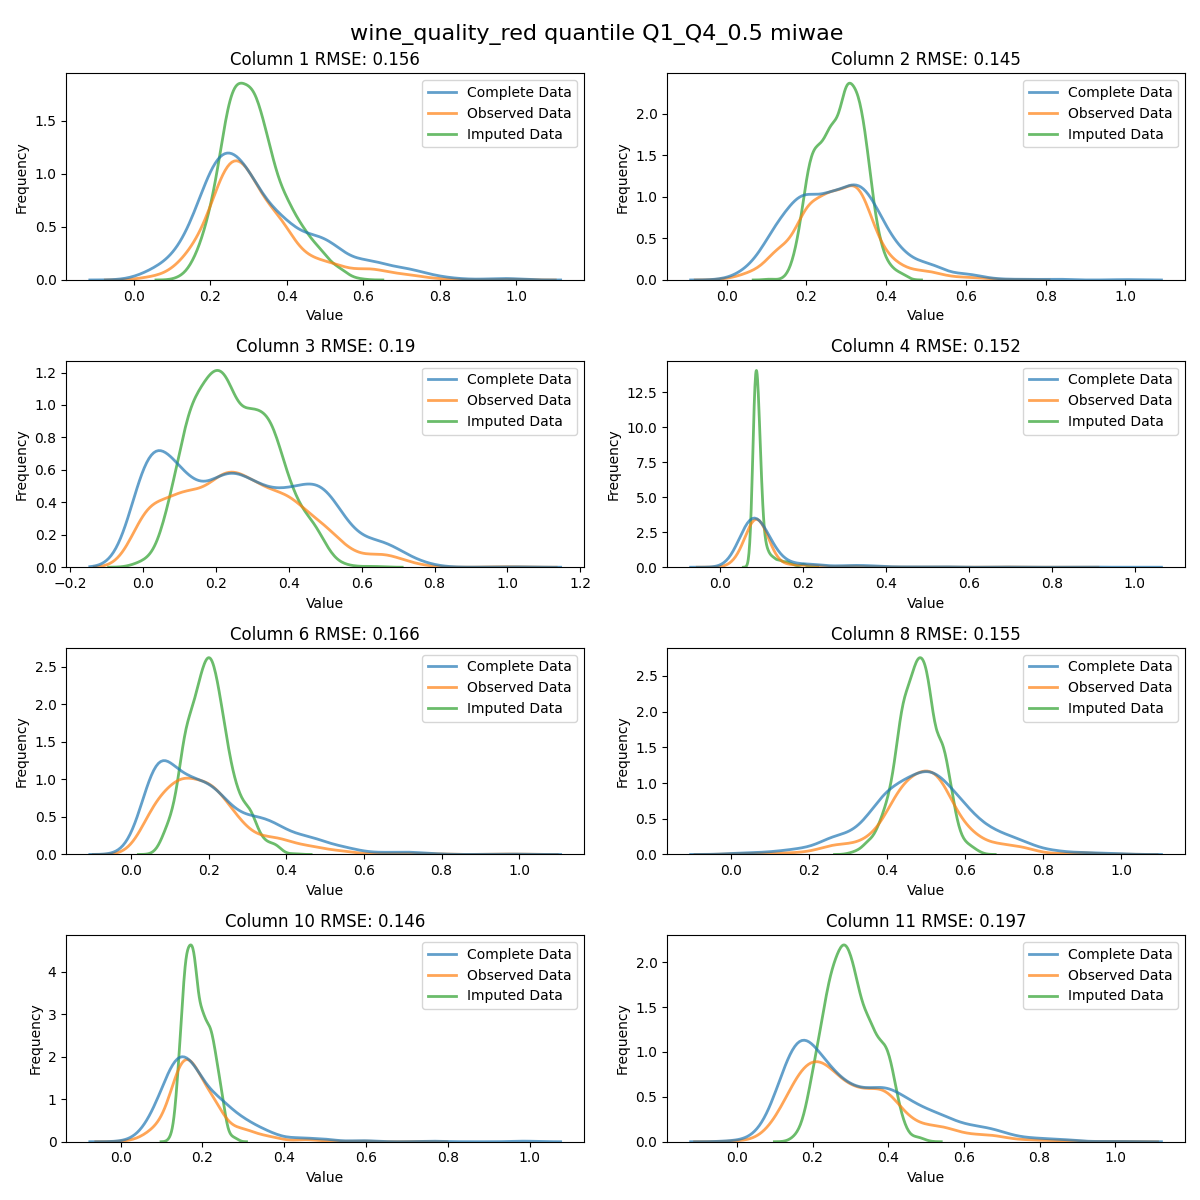 wine_quality_red quantile Q1_Q4_0.5 miwae
Column 1 RMSE: 0.156
Frequency
1.5
1.0
0.5
0.0
0.0 0.2 0.4 0.6 0.8 1.0
Value
Complete Data
Observed Data
Imputed Data
Column 2 RMSE: 0.145
Frequency
2.0
1.5
1.0
0.5
0.0
0.0 0.2 0.4 0.6 0.8 1.0
Value
Complete Data
Observed Data
Imputed Data
Column 3 RMSE: 0.19
Frequency
1.2
1.0
0.8
0.6
0.4
0.2
0.0
−0.2 0.0 0.2 0.4 0.6 0.8 1.0 1.2
Value
Complete Data
Observed Data
Imputed Data
Column 4 RMSE: 0.152
Frequency
12.5
10.0
7.5
5.0
2.5
0.0
0.0 0.2 0.4 0.6 0.8 1.0
Value
Complete Data
Observed Data
Imputed Data
Column 6 RMSE: 0.166
Frequency
2.5
2.0
1.5
1.0
0.5
0.0
0.0 0.2 0.4 0.6 0.8 1.0
Value
Complete Data
Observed Data
Imputed Data
Column 8 RMSE: 0.155
Frequency
2.5
2.0
1.5
1.0
0.5
0.0
0.0 0.2 0.4 0.6 0.8 1.0
Value
Complete Data
Observed Data
Imputed Data
Column 10 RMSE: 0.146
Frequency
4
3
2
1
0
0.0 0.2 0.4 0.6 0.8 1.0
Value
Complete Data
Observed Data
Imputed Data
Column 11 RMSE: 0.197
Frequency
2.0
1.5
1.0
0.5
0.0
0.0 0.2 0.4 0.6 0.8 1.0
Value
Complete Data
Observed Data
Imputed Data